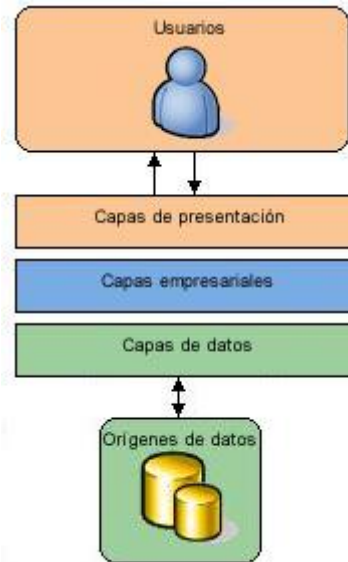 Usuarios
Capas de presentación
Capas empresariales
Capas de datos
Orígenes de datos